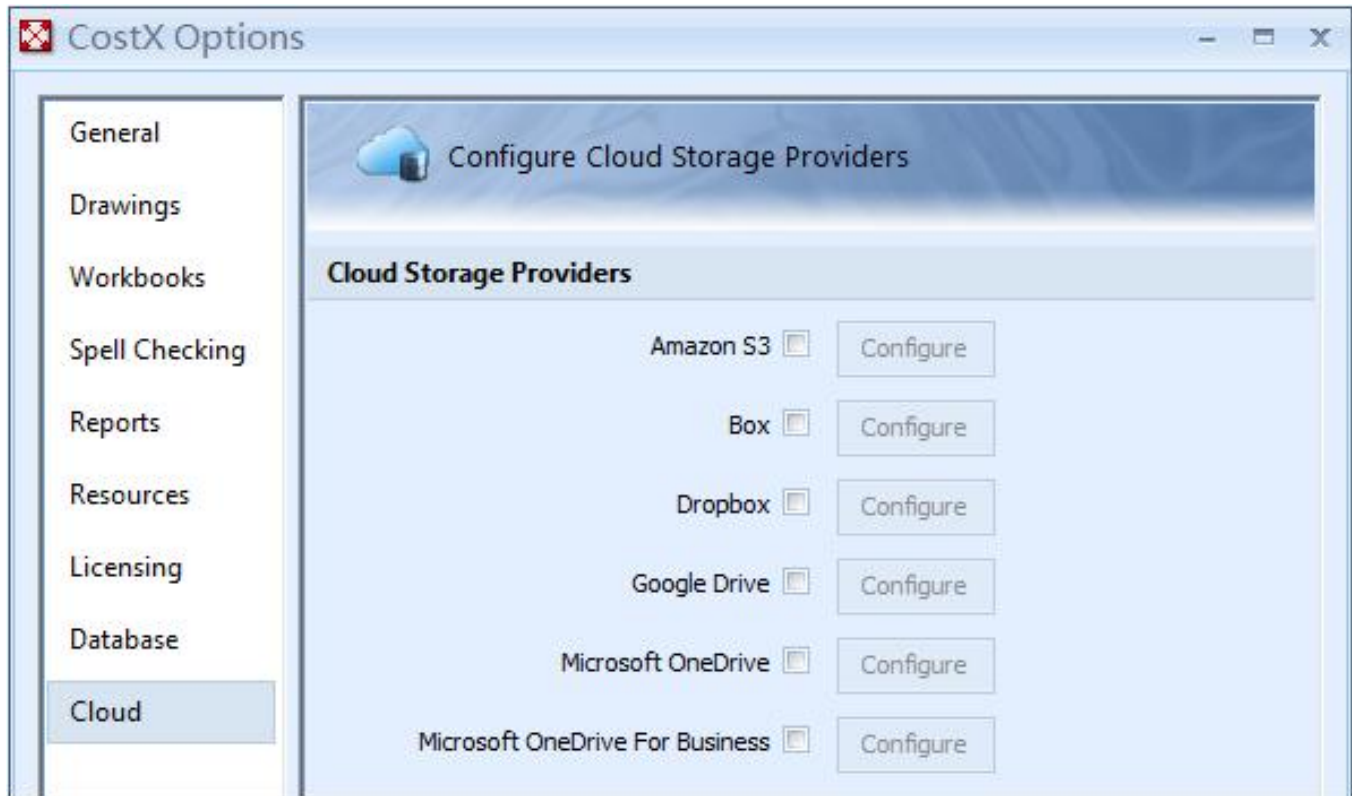 CostX Options
General
Drawings
Workbooks
Spell Checking
Reports
Resources
Licensing
Database
Cloud
Configure Cloud Storage Providers
Cloud Storage Providers
Amazon S3 Configure
Box Configure
Dropbox Configure
Google Drive Configure
Microsoft OneDrive Configure
Microsoft OneDrive For Business Configure